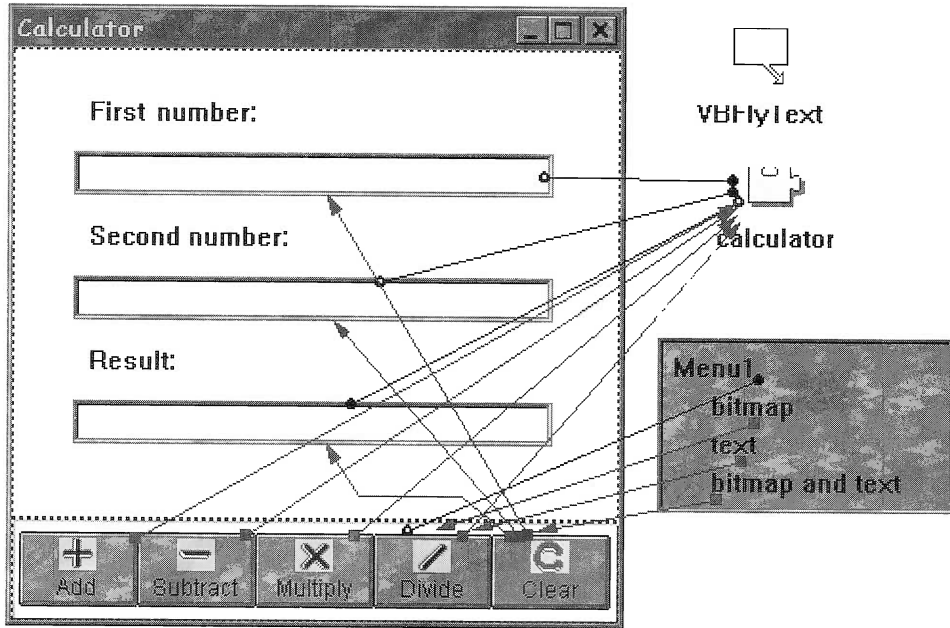 Calculator
First number:
Second number:
Result:
Add
Subtract
Multiply
Divide
Clear
VBFlyText
calculator
Menu1
bitmap
text
bitmap and text